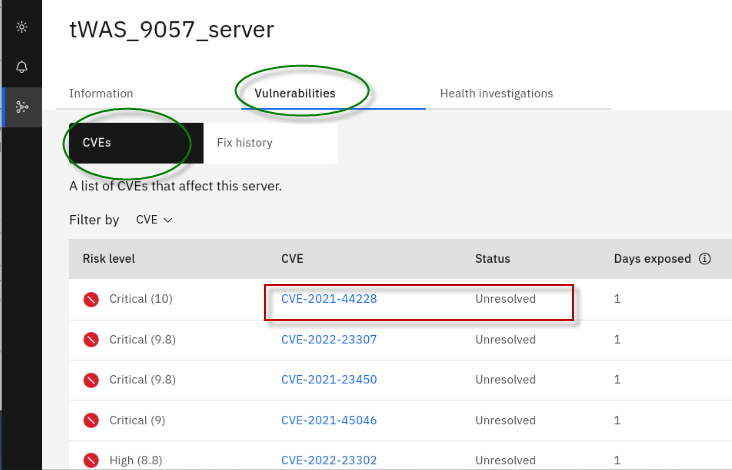 tWAS_9057_server
Information Vulnerabilities Health investigations
CVEs Fix history
A list of CVEs that affect this server.
Filter by CVE
Risk level CVE Status Days exposed
Critical (10) CVE-2021-44228 Unresolved 1
Critical (9.8) CVE-2022-23307 Unresolved 1
Critical (9.8) CVE-2021-23450 Unresolved 1
Critical (9) CVE-2021-45046 Unresolved 1
High (8.8) CVE-2022-23302 Unresolved 1